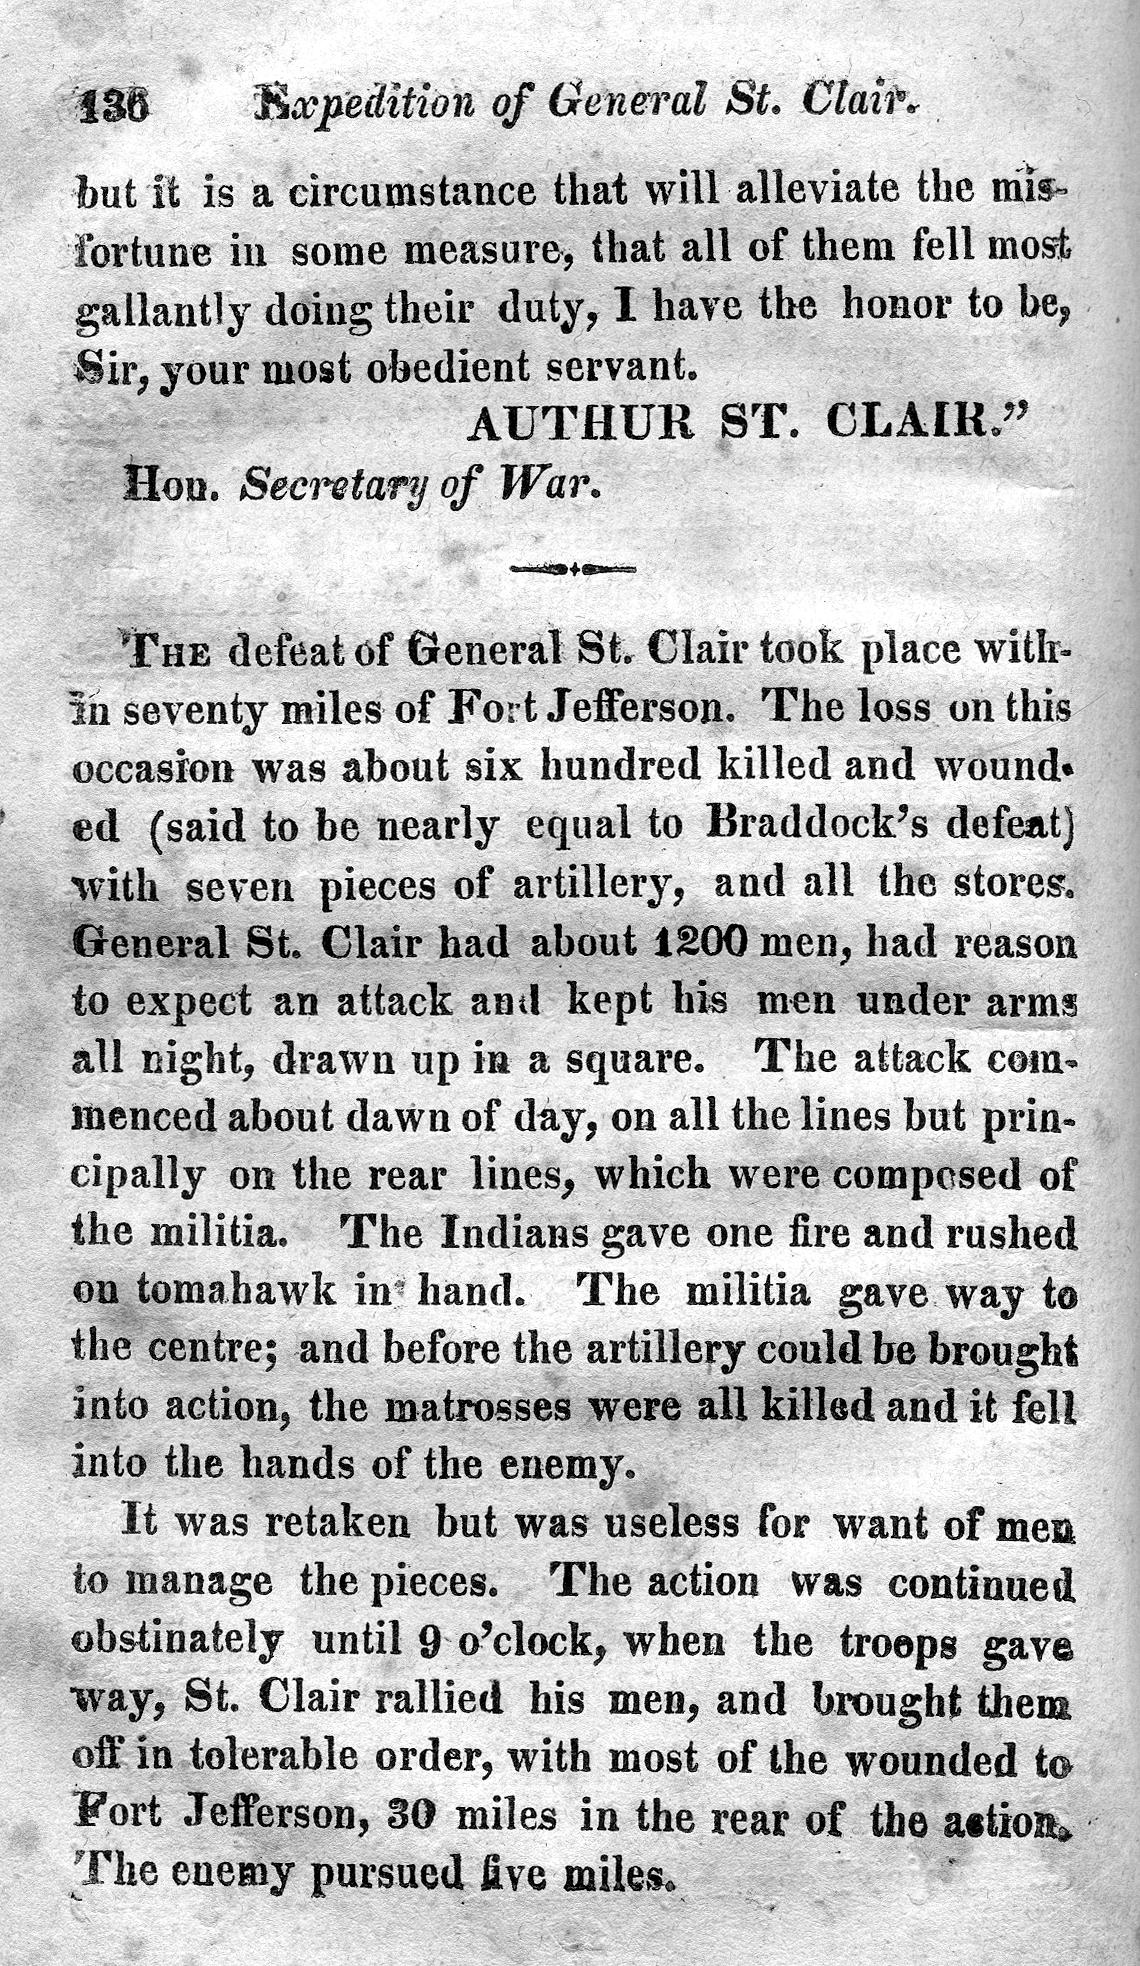 136 Expedition of General St. Clair.
but it is a circumstance that will alleviate the mis-
fortune in some measure, that all of them fell most
gallantly doing their duty, I have the honor to be,
Sir, your most obedient servant.
AUTHUR ST. CLAIR.”
Hon. Secretary of War.
THE defeat of General St. Clair took place with-
in seventy miles of Fort Jefferson. The loss on this
occasion was about six hundred killed and wound-
ed (said to be nearly equal to Braddock’s defeat)
with seven pieces of artillery, and all the stores.
General St. Clair had about 1200 men, had reason
to expect an attack and kept his men under arms
all night, drawn up in a square. The attack com-
menced about dawn of day, on all the lines but prin-
cipally on the rear lines, which were composed of
the militia. The Indians gave one fire and rushed
on tomahawk in hand. The militia gave way to
the centre; and before the artillery could be brought
into action, the matrosses were all killed and it fell
into the hands of the enemy.
It was retaken but was useless for want of men
to manage the pieces. The action was continued
obstinately until 9 o’clock, when the troops gave
way, St. Clair rallied his men, and brought them
off in tolerable order, with most of the wounded to
Fort Jefferson, 30 miles in the rear of the action.
The enemy pursued five miles.